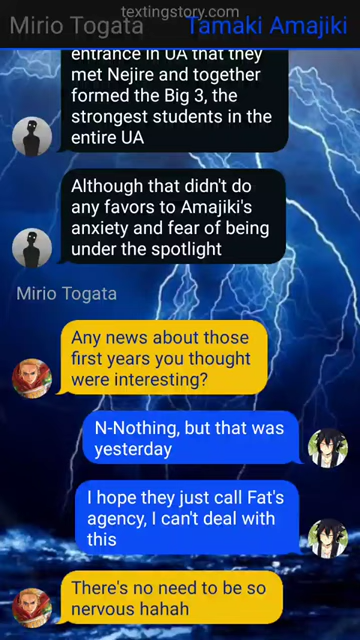 textingstory.com
Mirio Togata
Tamaki Amajiki
entrance in UA that they
met Nejire and together
formed the Big 3, the
strongest students in the
entire UA
Although that didn't do
any favors to Amajiki's
anxiety and fear of being
under the spotlight
Mirio Togata
Any news about those
first years you thought
were interesting?
N-Nothing, but that was
yesterday
I hope they just call Fat's
agency, I can't deal with
this
There's no need to be so
nervous hahah